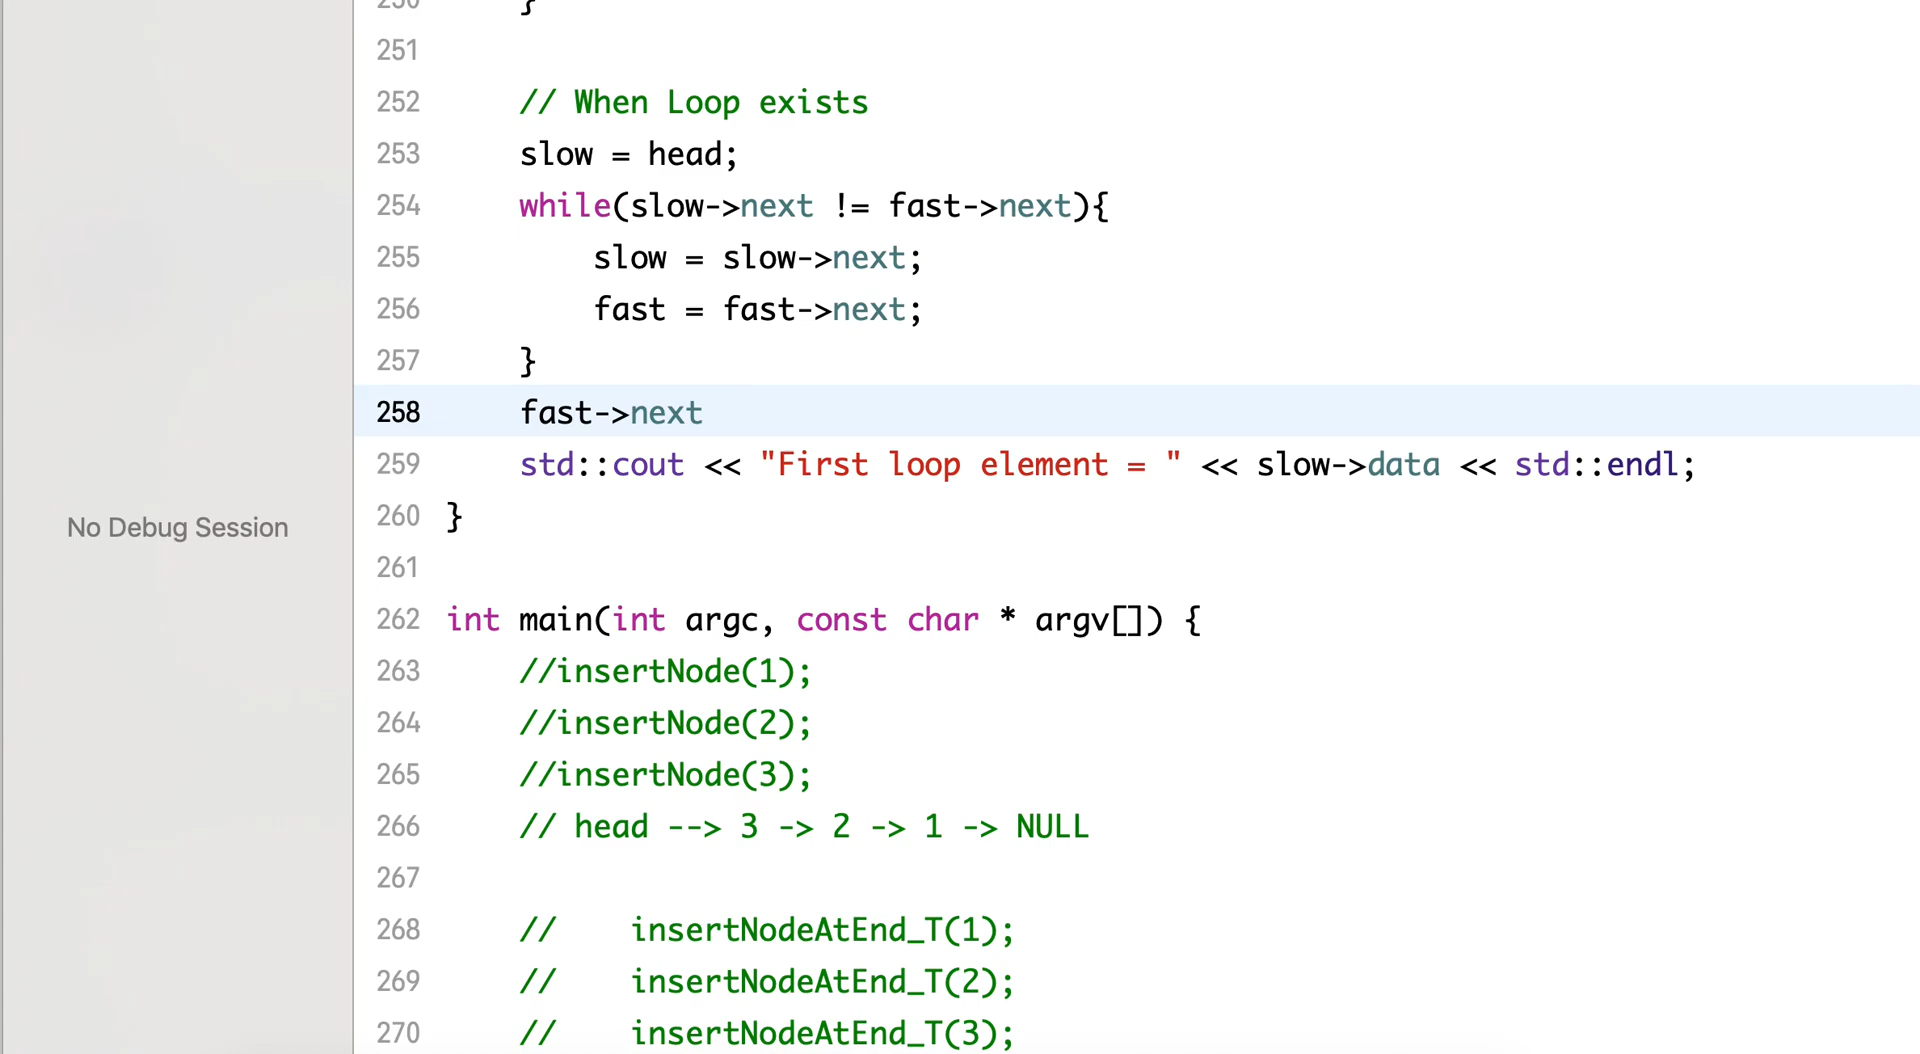 250 }
251
252 // When Loop exists
253 slow = head;
254 while(slow->next != fast->next){
255 slow = slow->next;
256 fast = fast->next;
257 }
258 fast->next
259 std::cout << "First loop element = " << slow->data << std::endl;
260 }
261
262 int main(int argc, const char * argv[]) {
263 //insertNode(1);
264 //insertNode(2);
265 //insertNode(3);
266 // head --> 3 -> 2 -> 1 -> NULL
267
268 // insertNodeAtEnd_T(1);
269 // insertNodeAtEnd_T(2);
270 // insertNodeAtEnd_T(3);
No Debug Session